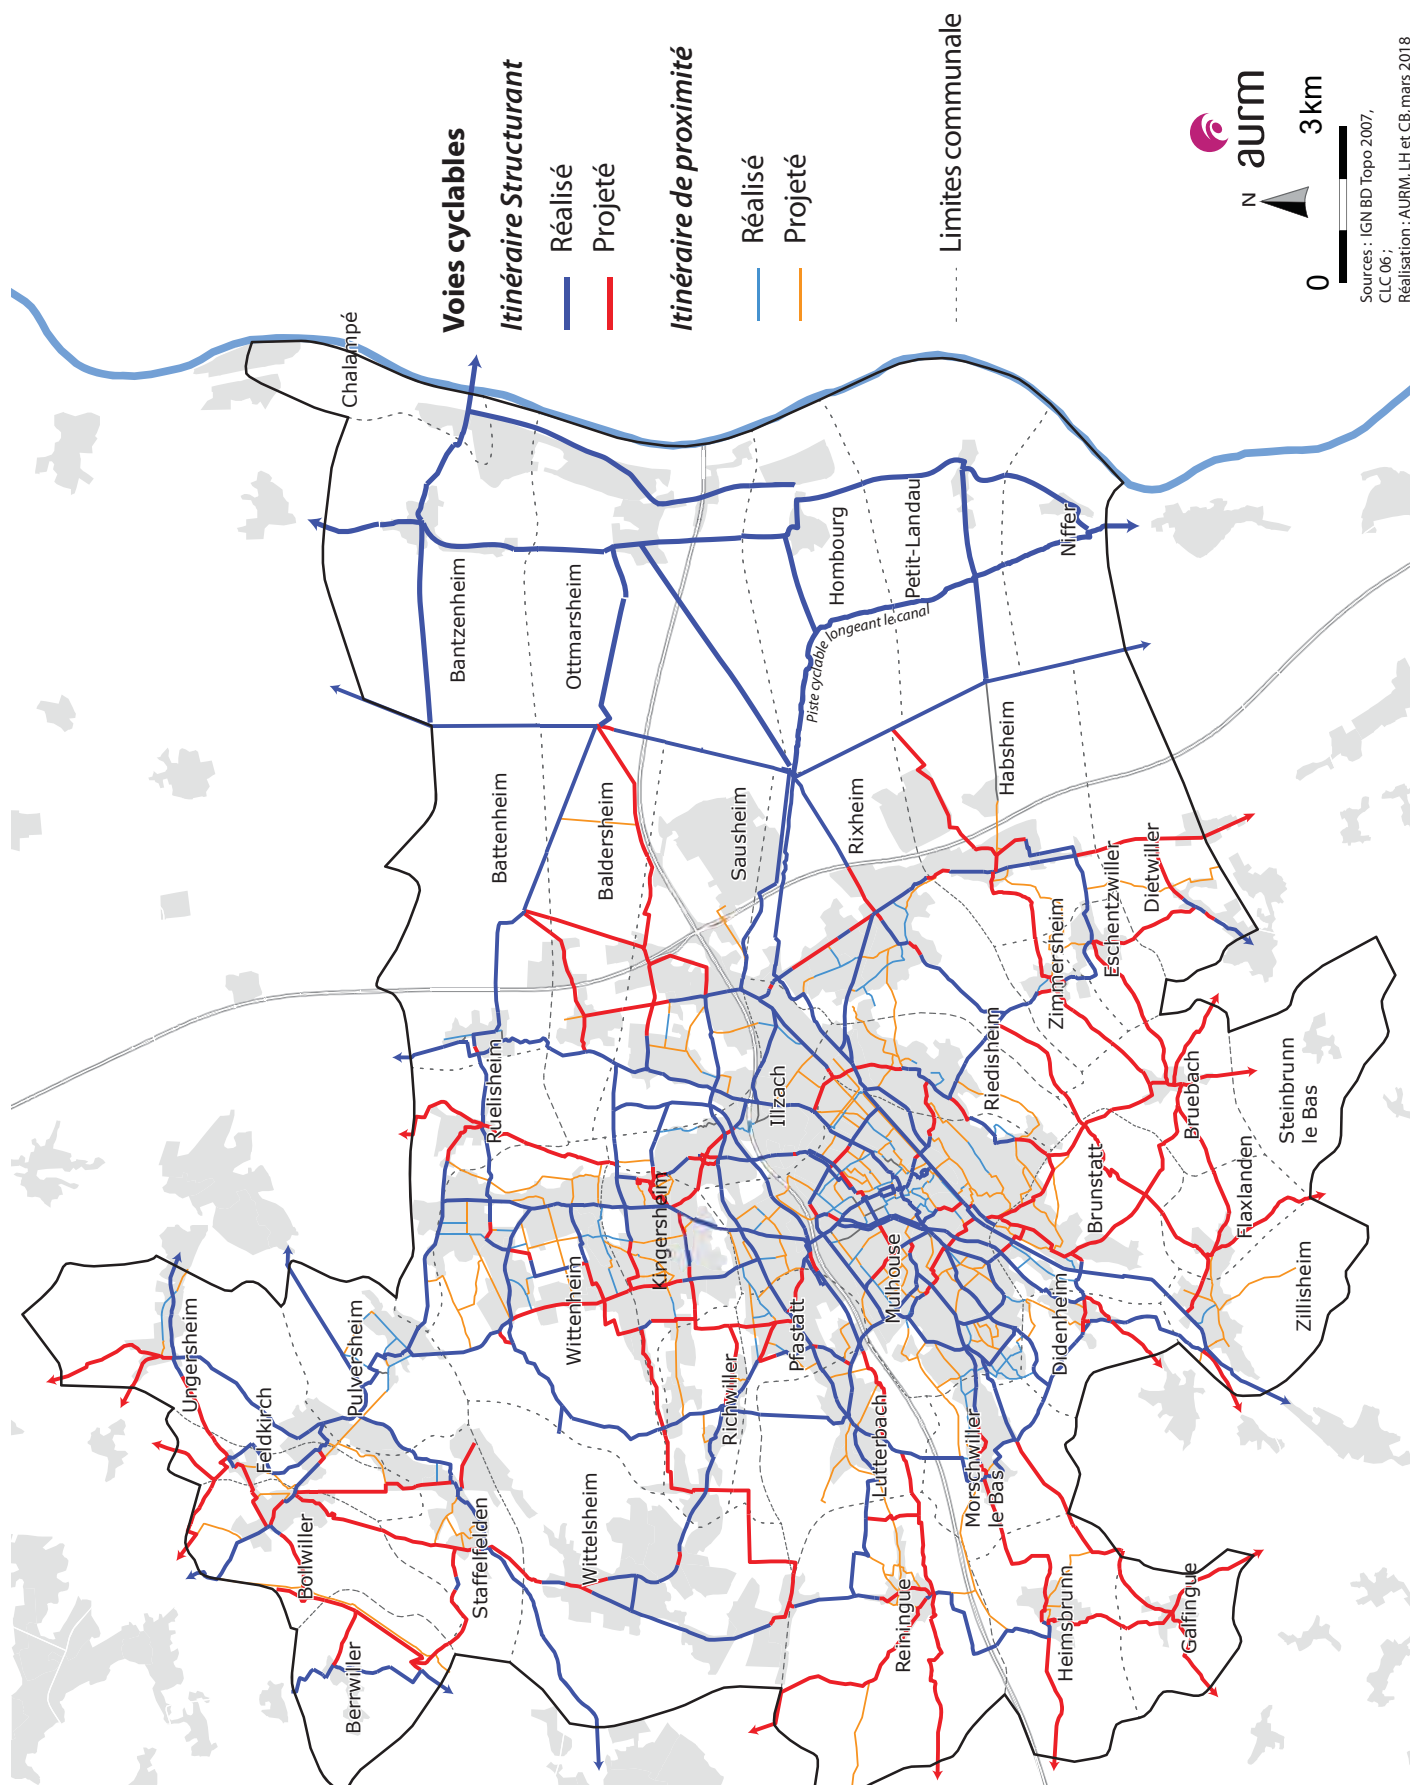 Voies cyclables
Itinéraire Structurant
Réalisé
Projeté
Itinéraire de proximité
Réalisé
Projeté
Limites communale
N
aurm
0
3 km
Sources : IGN BD Topo 2007,
CLC 06 ;
Réalisation : AURM. LH et CB. mars 2018
Chalampé
Bantzenheim
Ottmarsheim
Hombourg
Petit-Landau
Niffer
Piste cyclable longeant le canal
Battenheim
Baldersheim
Sausheim
Rixheim
Habsheim
Zimmersheim
Eschentzwiller
Dietwiller
Ruelisheim
Illzach
Riedisheim
Bruebach
Steinbrunn
le Bas
Brunstatt
Flaxlanden
Zillisheim
Kingersheim
Wittenheim
Mulhouse
Pfastatt
Didenheim
Ungersheim
Pulversheim
Feldkirch
Richwiller
Lutterbach
Morschwiller
le Bas
Bollwiller
Staffelfelden
Wittelsheim
Reiningue
Heimsbrunn
Galfingue
Berrwiller